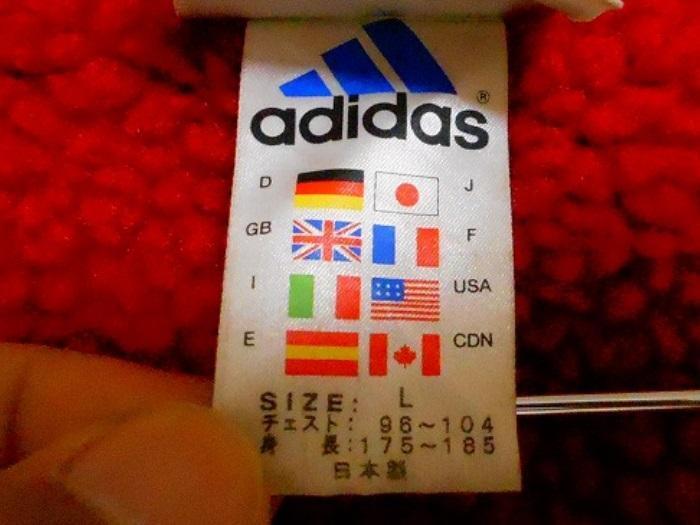 adidas®
D J
GB F
I USA
E CDN
SIZE: L
チェスト: 96~104
身 長:175~185
日本製